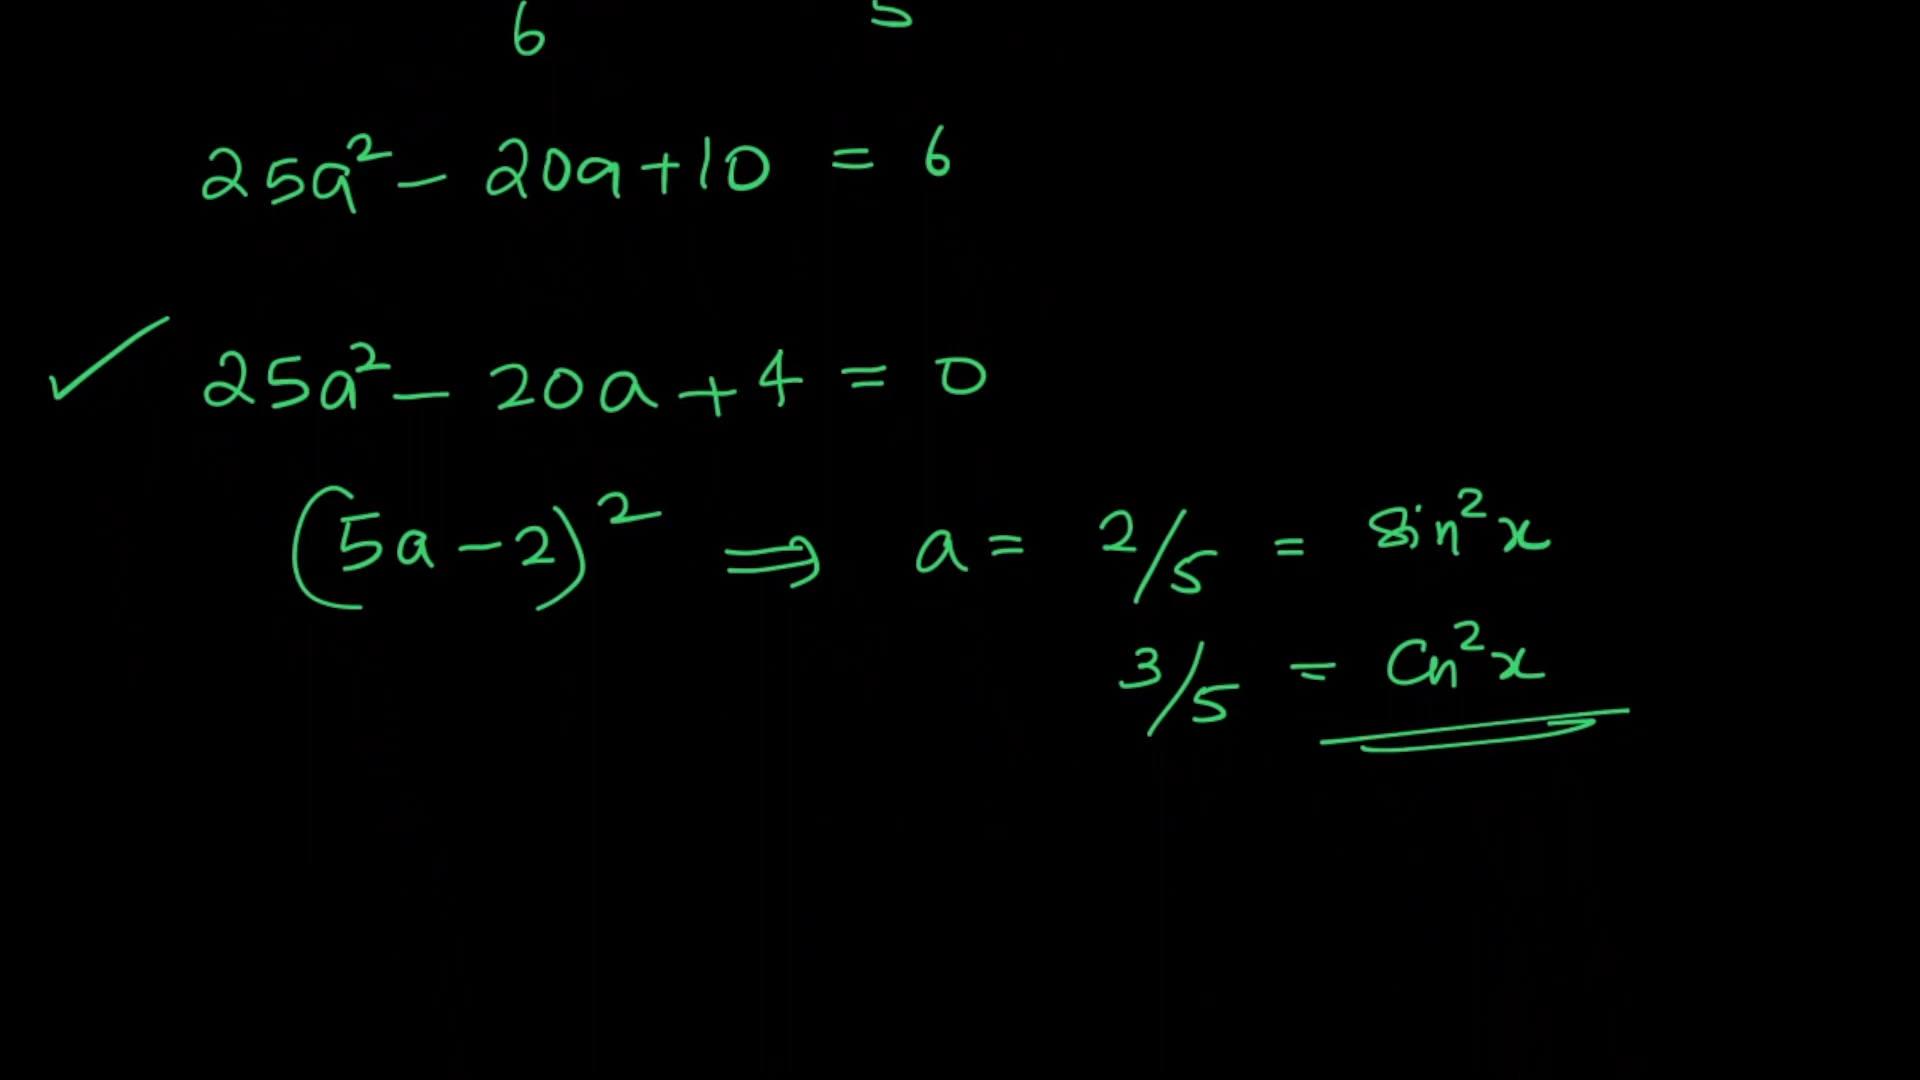 6 5
25a² - 20a + 10 = 6
✓ 25a² - 20a + 4 = 0
(5a - 2)² ⟹ a = 2/5 = sin²x
3/5 = Cos²x